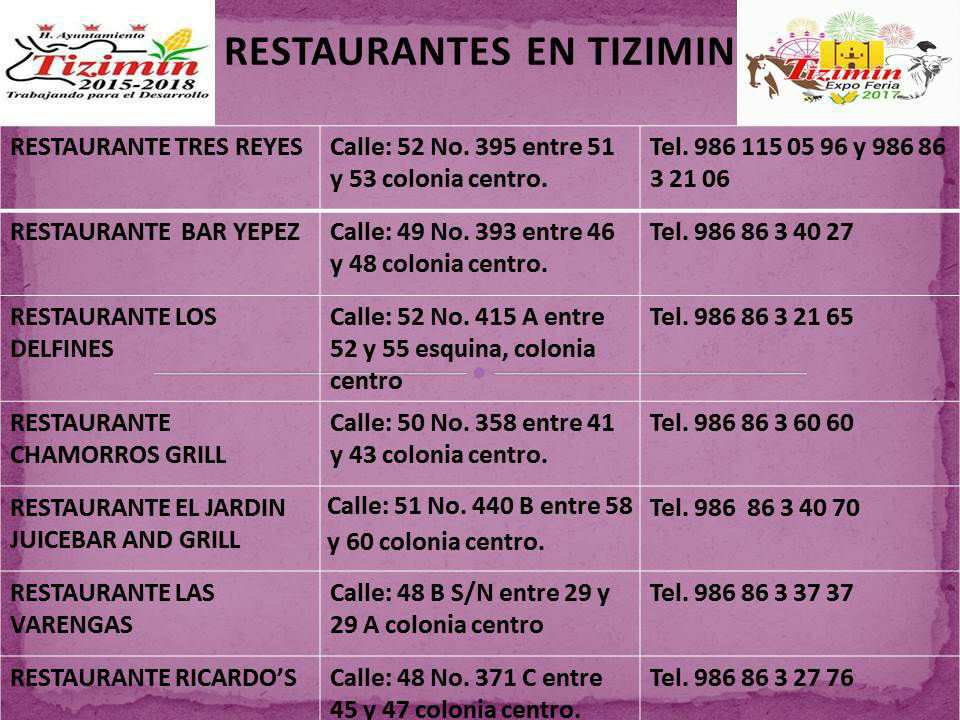 H. Ayuntamiento
Tizimin
2015-2018
Trabajando para el Desarrollo
RESTAURANTES EN TIZIMIN
Tizimin
Expo Feria
2017
RESTAURANTE TRES REYES
Calle: 52 No. 395 entre 51
y 53 colonia centro.
Tel. 986 115 05 96 y 986 86
3 21 06
RESTAURANTE BAR YEPEZ
Calle: 49 No. 393 entre 46
y 48 colonia centro.
Tel. 986 86 3 40 27
RESTAURANTE LOS
DELFINES
Calle: 52 No. 415 A entre
52 y 55 esquina, colonia
centro
Tel. 986 86 3 21 65
RESTAURANTE
CHAMORROS GRILL
Calle: 50 No. 358 entre 41
y 43 colonia centro.
Tel. 986 86 3 60 60
RESTAURANTE EL JARDIN
JUICEBAR AND GRILL
Calle: 51 No. 440 B entre 58
y 60 colonia centro.
Tel. 986 86 3 40 70
RESTAURANTE LAS
VARENGAS
Calle: 48 B S/N entre 29 y
29 A colonia centro
Tel. 986 86 3 37 37
RESTAURANTE RICARDO’S
Calle: 48 No. 371 C entre
45 y 47 colonia centro.
Tel. 986 86 3 27 76